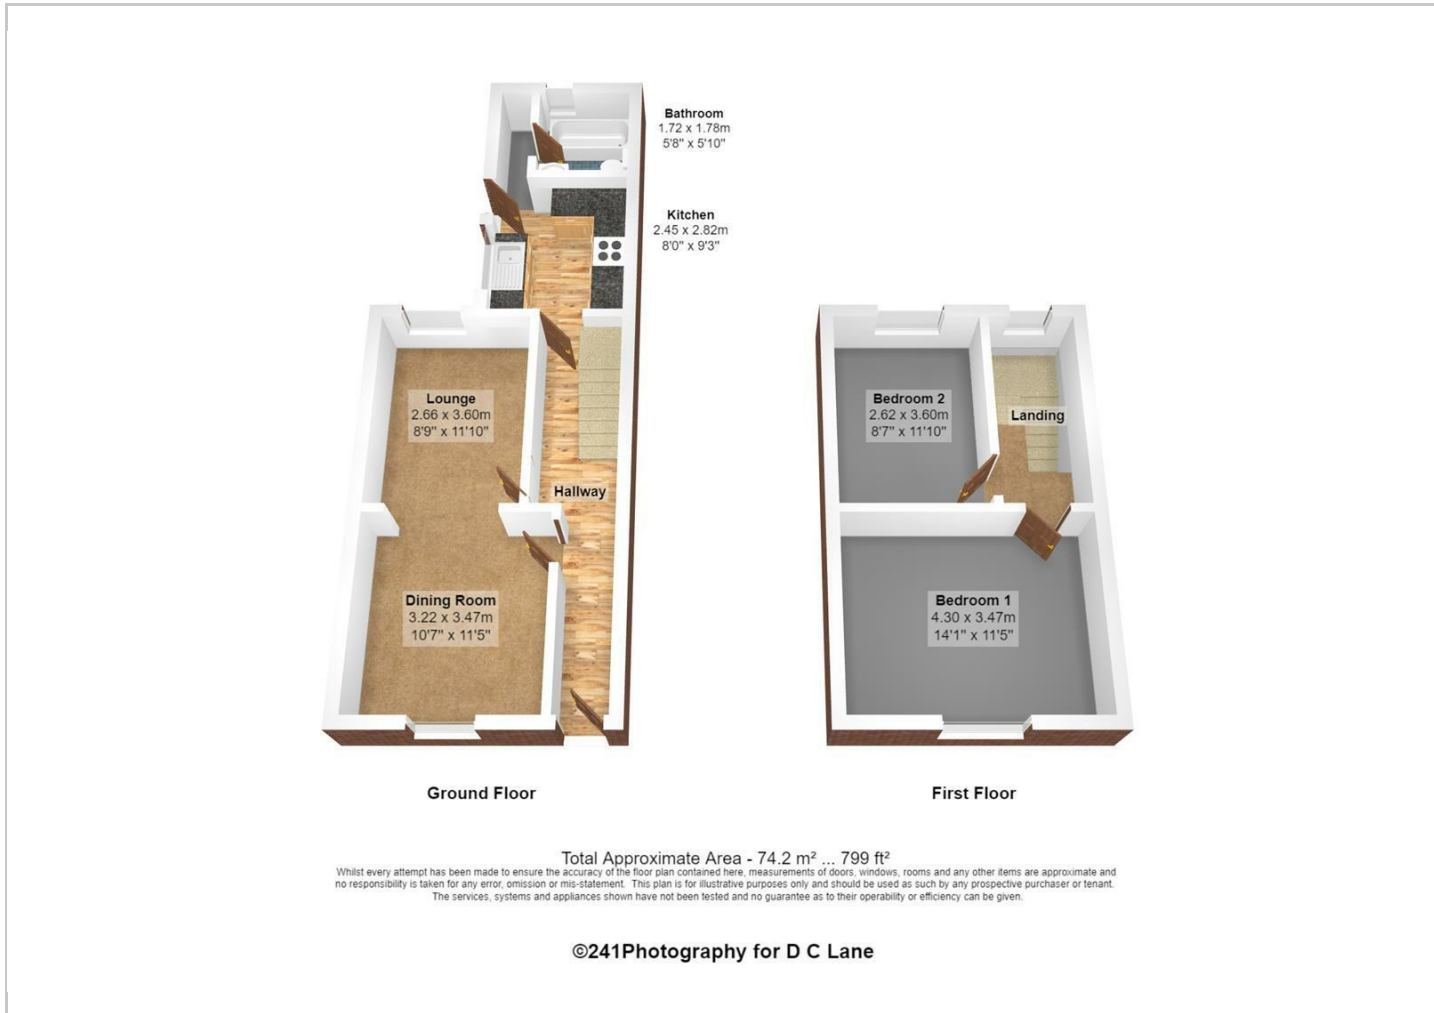 Bathroom
1.72 x 1.78m
5'8" x 5'10"
Kitchen
2.45 x 2.82m
8'0" x 9'3"
Lounge
2.66 x 3.60m
8'9" x 11'10"
Hallway
Dining Room
3.22 x 3.47m
10'7" x 11'5"
Ground Floor
Bedroom 2
2.62 x 3.60m
8'7" x 11'10"
Landing
Bedroom 1
4.30 x 3.47m
14'1" x 11'5"
First Floor
Total Approximate Area - 74.2 m² ... 799 ft²
Whilst every attempt has been made to ensure the accuracy of the floor plan contained here, measurements of doors, windows, rooms and any other items are approximate and
no responsibility is taken for any error, omission or mis-statement. This plan is for illustrative purposes only and should be used as such by any prospective purchaser or tenant.
The services, systems and appliances shown have not been tested and no guarantee as to their operability or efficiency can be given.
©241Photography for D C Lane